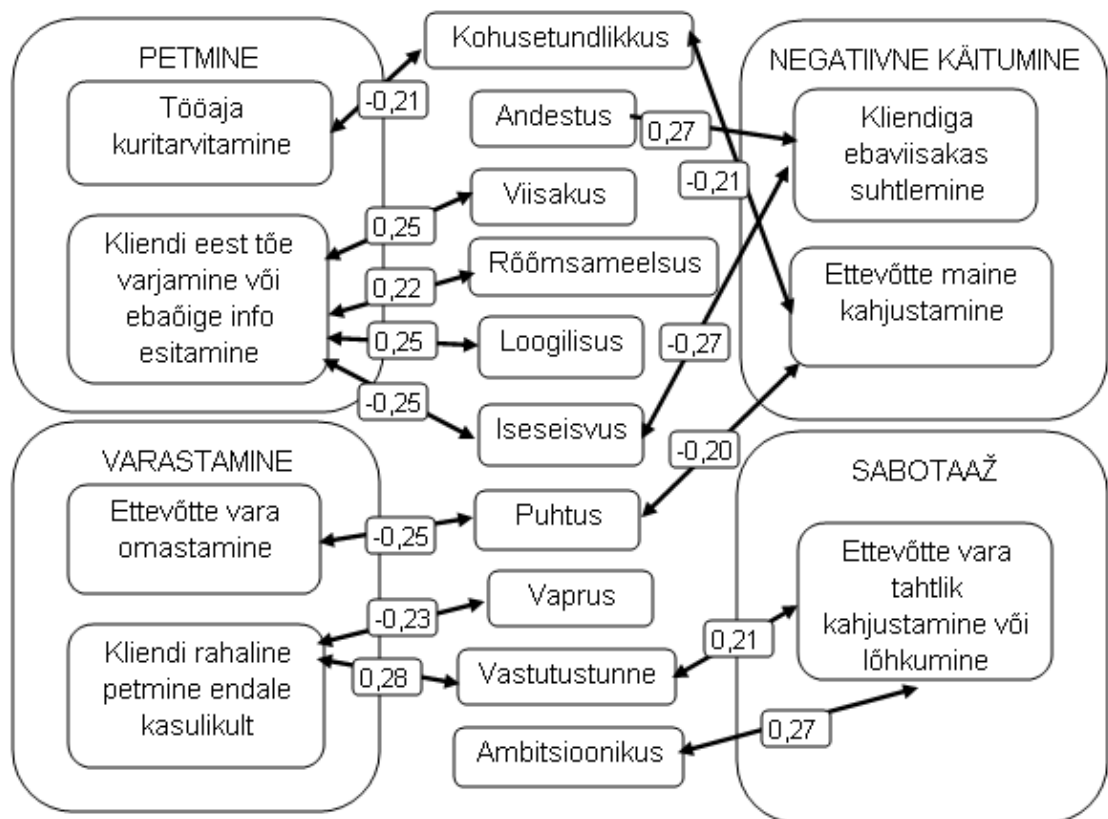 PETMINE
Tööaja
kuritarvitamine
Kliendi eest tõe
varjamine või
ebaõige info
esitamine
VARASTAMINE
Ettevõtte vara
omastamine
Kliendi rahaline
petmine endale
kasulikult
-0,21
0,25
0,22
0,25
-0,25
-0,25
-0,23
0,28
Kohusetundlikkus
Andestus
Viisakus
Rõõmsameelsus
Loogilisus
Iseseisvus
Puhtus
Vaprus
Vastutustunne
Ambitsioonikus
0,27
-0,21
-0,27
-0,20
0,21
0,27
NEGATIIVNE KÄITUMINE
Kliendiga
ebaviisakas
suhtlemine
Ettevõtte maine
kahjustamine
SABOTAAŽ
Ettevõtte vara
tahtlik
kahjustamine või
lõhkumine